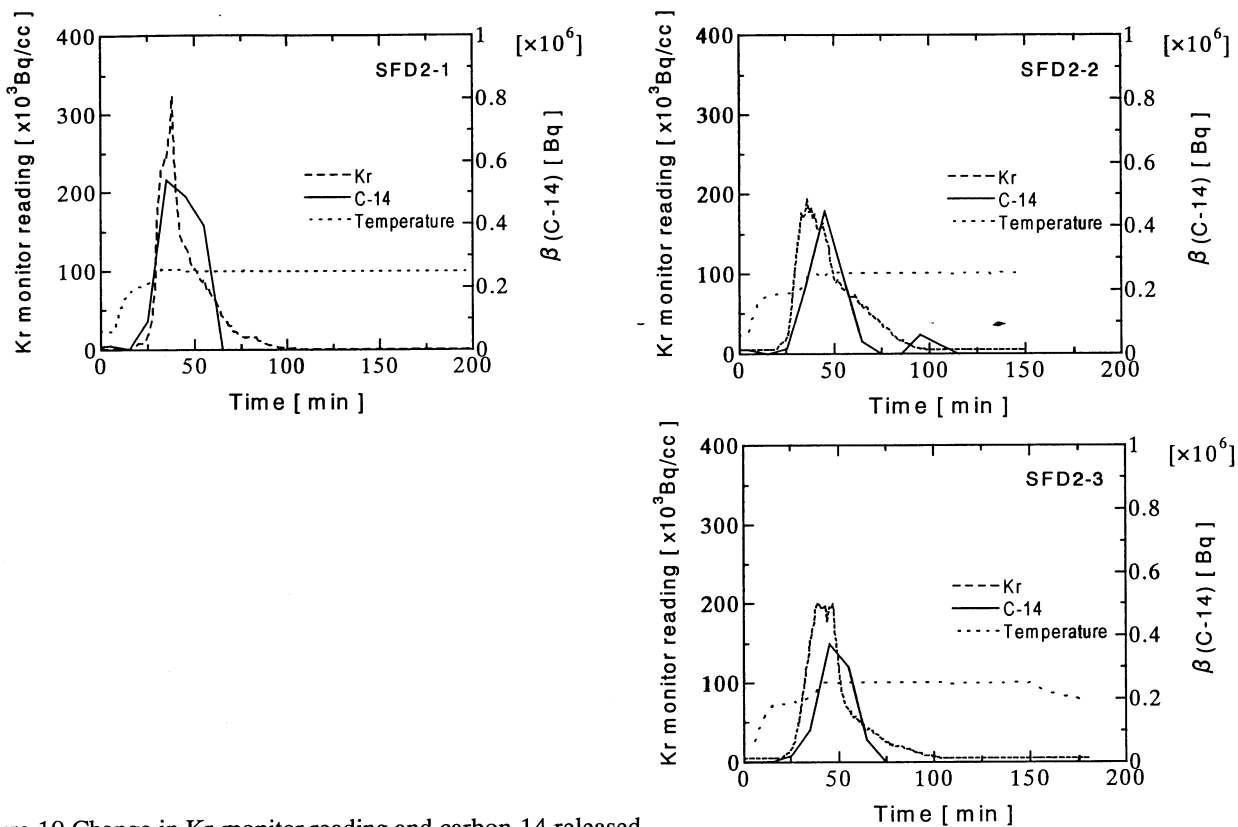 400
300
200
100
0
Kr monitor reading [ x10³Bq/cc]
SFD2-1
Kr
C-14
Temperature
1
0.8
0.6
0.4
0.2
0
[×10⁶]
β (C-14) [ Bq]
0 50 100 150 200
Time [ min ]
400
300
200
100
0
Kr monitor reading [ x10³Bq/cc]
SFD2-2
Kr
C-14
Temperature
1
0.8
0.6
0.4
0.2
0
[×10⁶]
β (C-14) [ Bq]
0 50 100 150 200
Time [ min ]
400
300
200
100
0
Kr monitor reading [ x10³Bq/cc]
SFD2-3
Kr
C-14
Temperature
1
0.8
0.6
0.4
0.2
0
[×10⁶]
β (C-14) [ Bq]
0 50 100 150 200
Time [ min ]
10 Change in Kr monitor reading and carbon-14 released